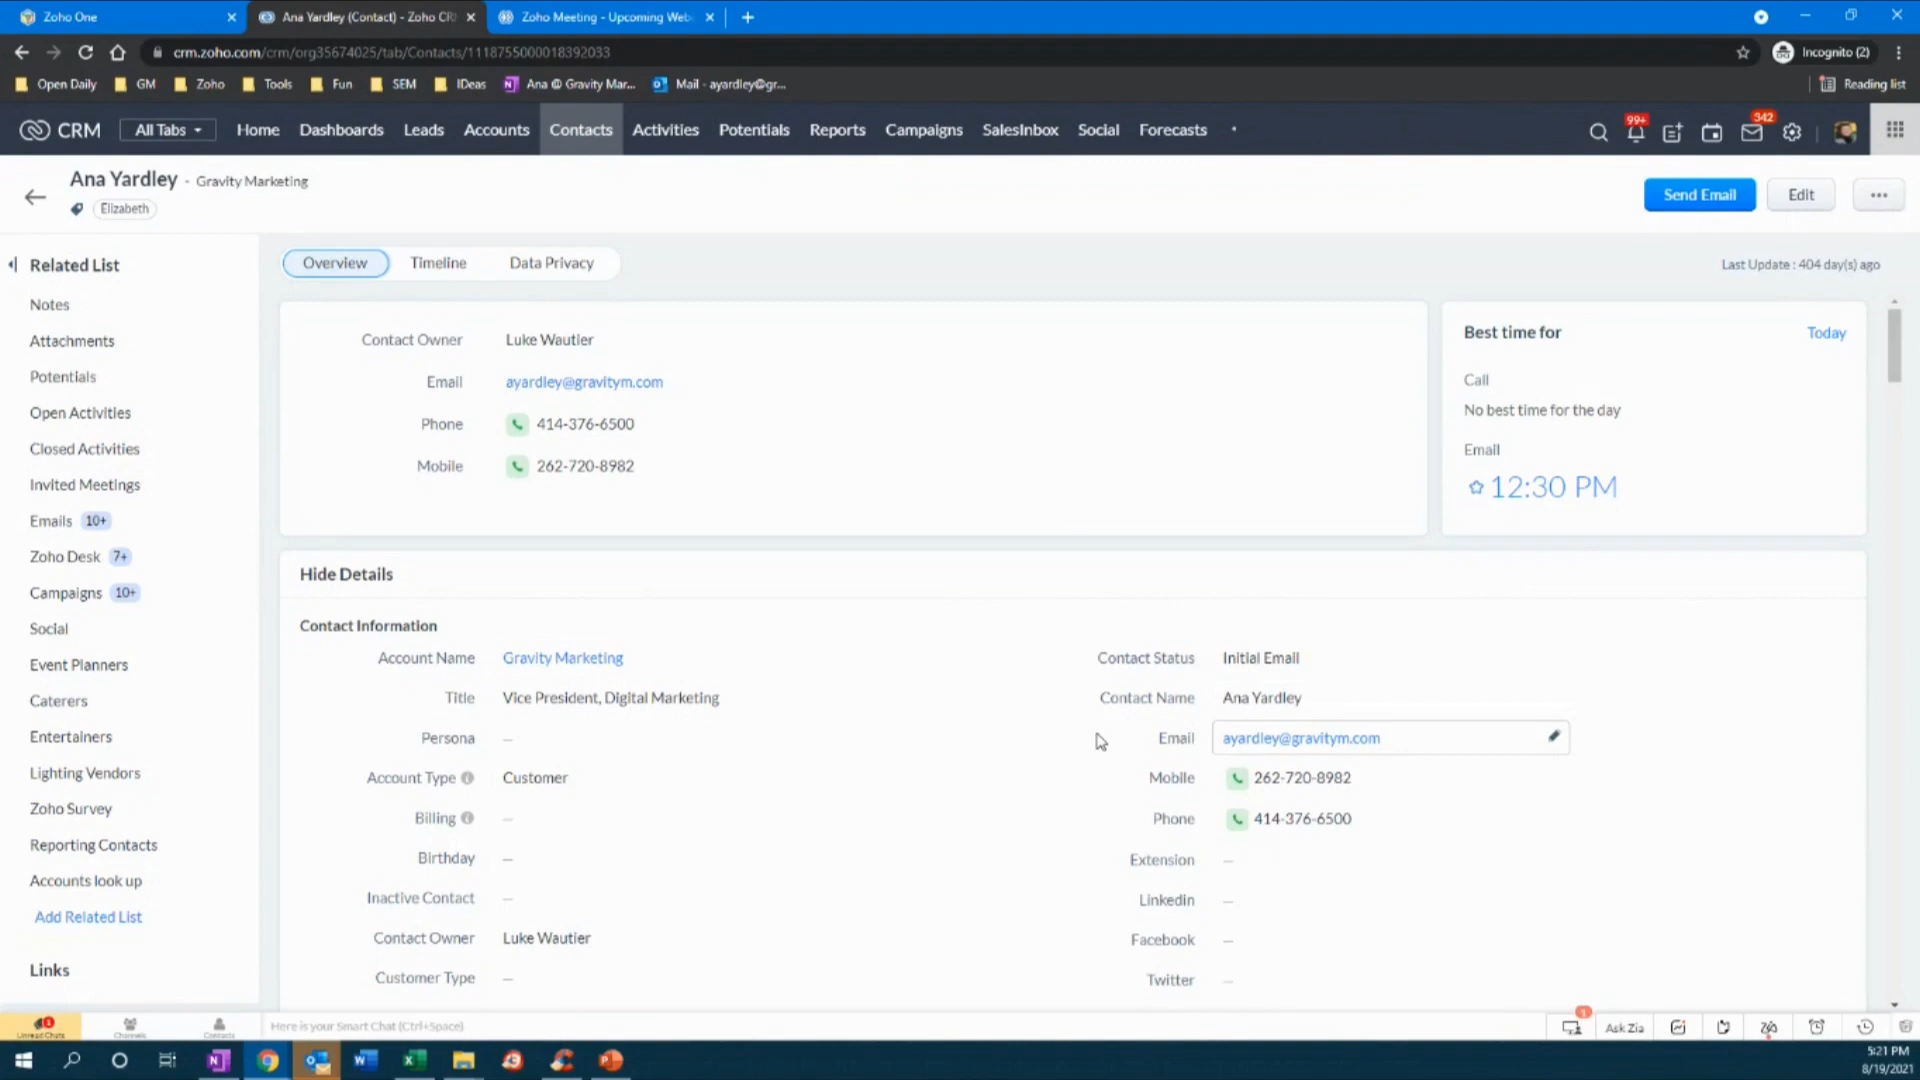 Zoho One
Ana Yardley (Contact) - Zoho CR
Zoho Meeting - Upcoming Web
crm.zoho.com/crm/org35674025/tab/Contacts/1118755000018392033
Incognito (2)
Open Daily
GM
Zoho
Tools
Fun
SEM
IDeas
Ana @ Gravity Mar...
Mail - ayardley@gr...
Reading list
CRM
All Tabs
Home
Dashboards
Leads
Accounts
Contacts
Activities
Potentials
Reports
Campaigns
SalesInbox
Social
Forecasts
99+
342
Ana Yardley - Gravity Marketing
Elizabeth
Send Email
Edit
Related List
Notes
Attachments
Potentials
Open Activities
Closed Activities
Invited Meetings
Emails 10+
Zoho Desk 7+
Campaigns 10+
Social
Event Planners
Caterers
Entertainers
Lighting Vendors
Zoho Survey
Reporting Contacts
Accounts look up
Add Related List
Links
Overview
Timeline
Data Privacy
Last Update : 404 day(s) ago
Contact Owner Luke Wautier
Email ayardley@gravitym.com
Phone 414-376-6500
Mobile 262-720-8982
Best time for
Today
Call
No best time for the day
Email
12:30 PM
Hide Details
Contact Information
Account Name Gravity Marketing
Title Vice President, Digital Marketing
Persona —
Account Type Customer
Billing —
Birthday —
Inactive Contact —
Contact Owner Luke Wautier
Customer Type —
Contact Status Initial Email
Contact Name Ana Yardley
Email ayardley@gravitym.com
Mobile 262-720-8982
Phone 414-376-6500
Extension —
Linkedin —
Facebook —
Twitter —
1
Unread Chats
Channels
Contacts
Here is your Smart Chat (Ctrl+Space)
1
Ask Zia
5:21 PM
8/19/2021